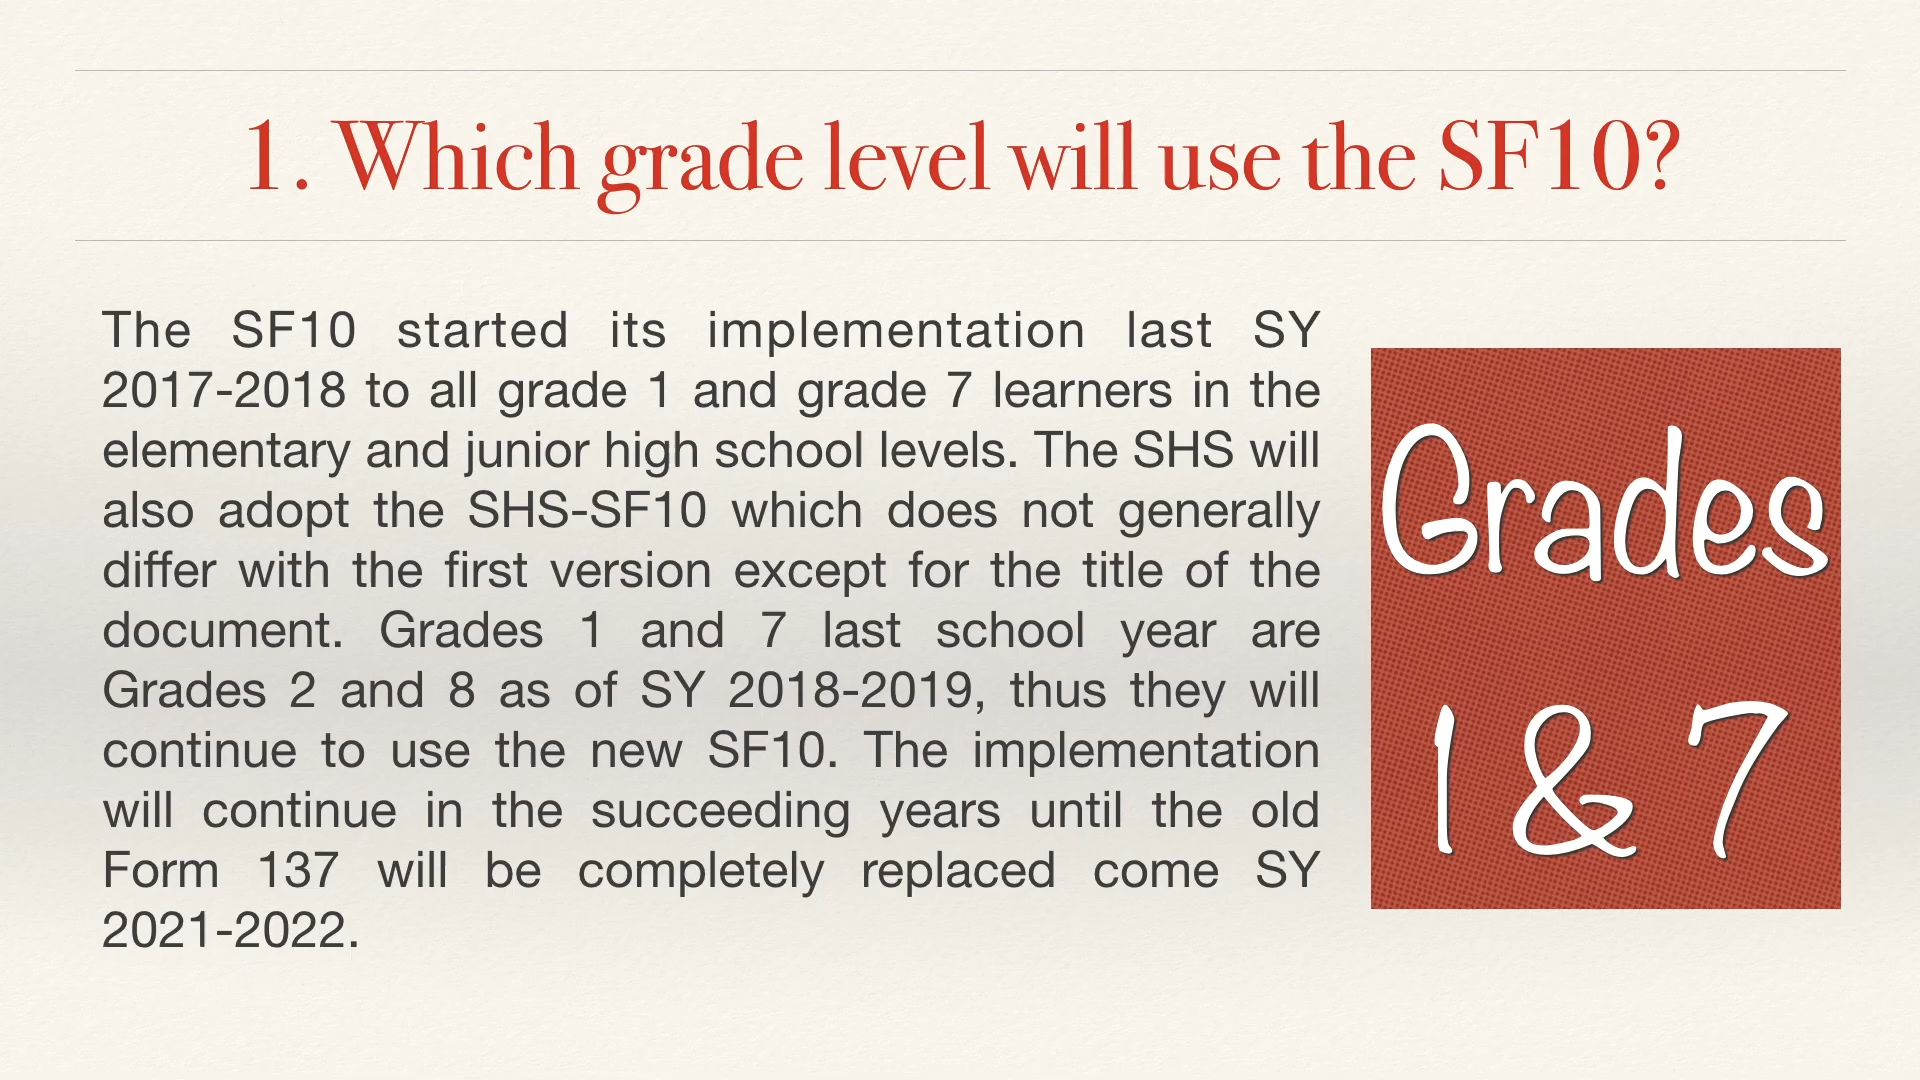 1. Which grade level will use the SF10?
The SF10 started its implementation last SY
2017-2018 to all grade 1 and grade 7 learners in the
elementary and junior high school levels. The SHS will
also adopt the SHS-SF10 which does not generally
differ with the first version except for the title of the
document. Grades 1 and 7 last school year are
Grades 2 and 8 as of SY 2018-2019, thus they will
continue to use the new SF10. The implementation
will continue in the succeeding years until the old
Form 137 will be completely replaced come SY
2021-2022.
Grades
1 & 7